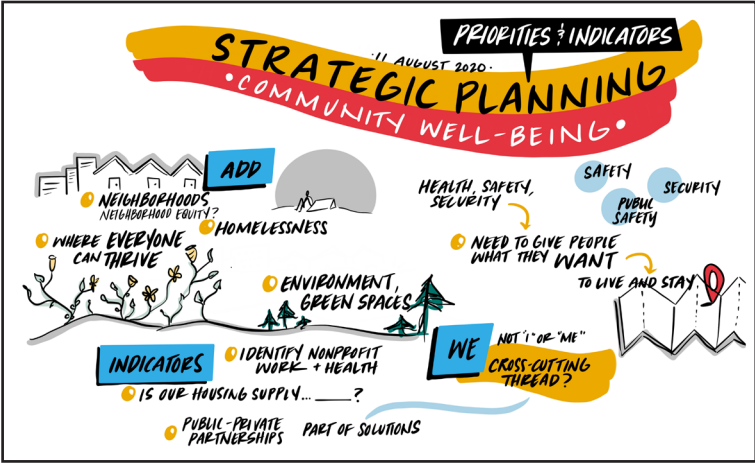 PRIORITIES & INDICATORS
·11 AUGUST 2020·
STRATEGIC PLANNING
•COMMUNITY WELL-BEING•
ADD
NEIGHBORHOODS
NEIGHBORHOOD EQUITY?
HOMELESSNESS
WHERE EVERYONE
CAN THRIVE
ENVIRONMENT,
GREEN SPACES
HEALTH, SAFETY,
SECURITY
SAFETY
SECURITY
PUBLIC
SAFETY
NEED TO GIVE PEOPLE
WHAT THEY WANT
TO LIVE AND STAY
INDICATORS
IDENTIFY NONPROFIT
WORK + HEALTH
IS OUR HOUSING SUPPLY... ____?
PUBLIC-PRIVATE
PARTNERSHIPS
PART OF SOLUTIONS
WE
NOT "I" OR "ME"
CROSS-CUTTING
THREAD?